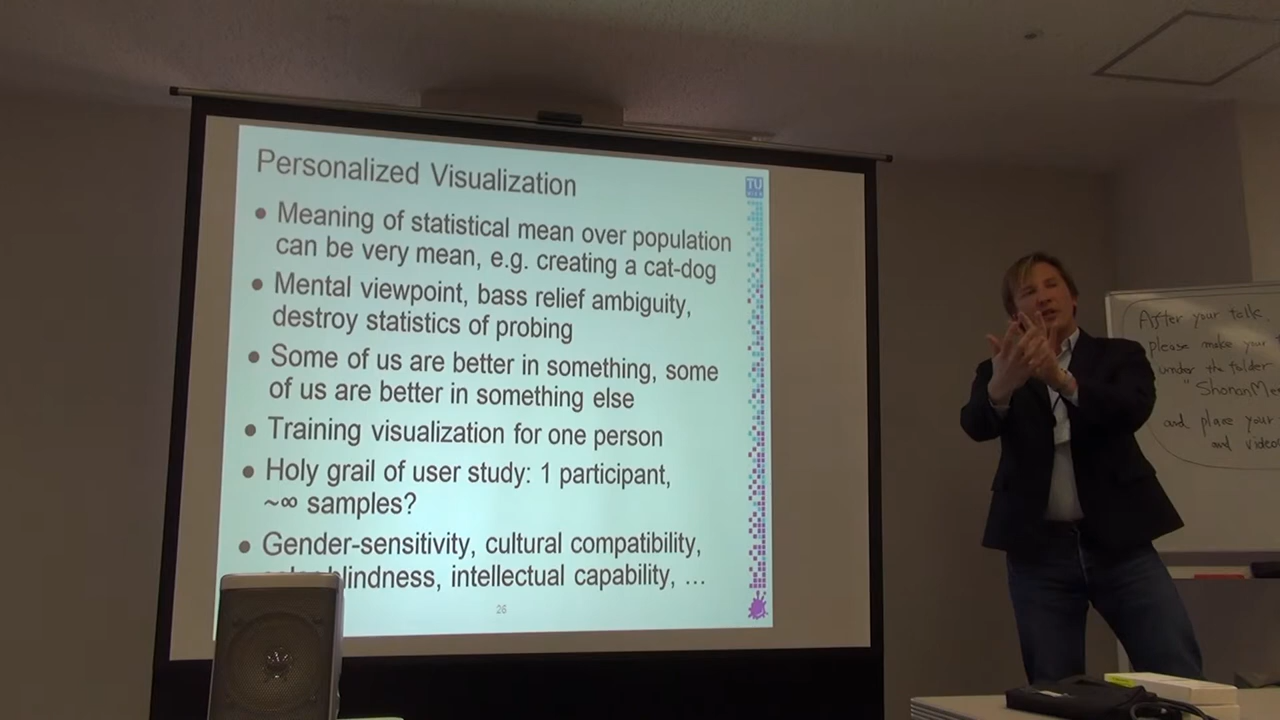 Personalized Visualization
TU
• Meaning of statistical mean over population
can be very mean, e.g. creating a cat-dog
• Mental viewpoint, bass relief ambiguity,
destroy statistics of probing
• Some of us are better in something, some
of us are better in something else
• Training visualization for one person
• Holy grail of user study: 1 participant,
~∞ samples?
• Gender-sensitivity, cultural compatibility,
blindness, intellectual capability, ...
26
After your talk,
please make your
under the folder
"Shonan
and place your
and video